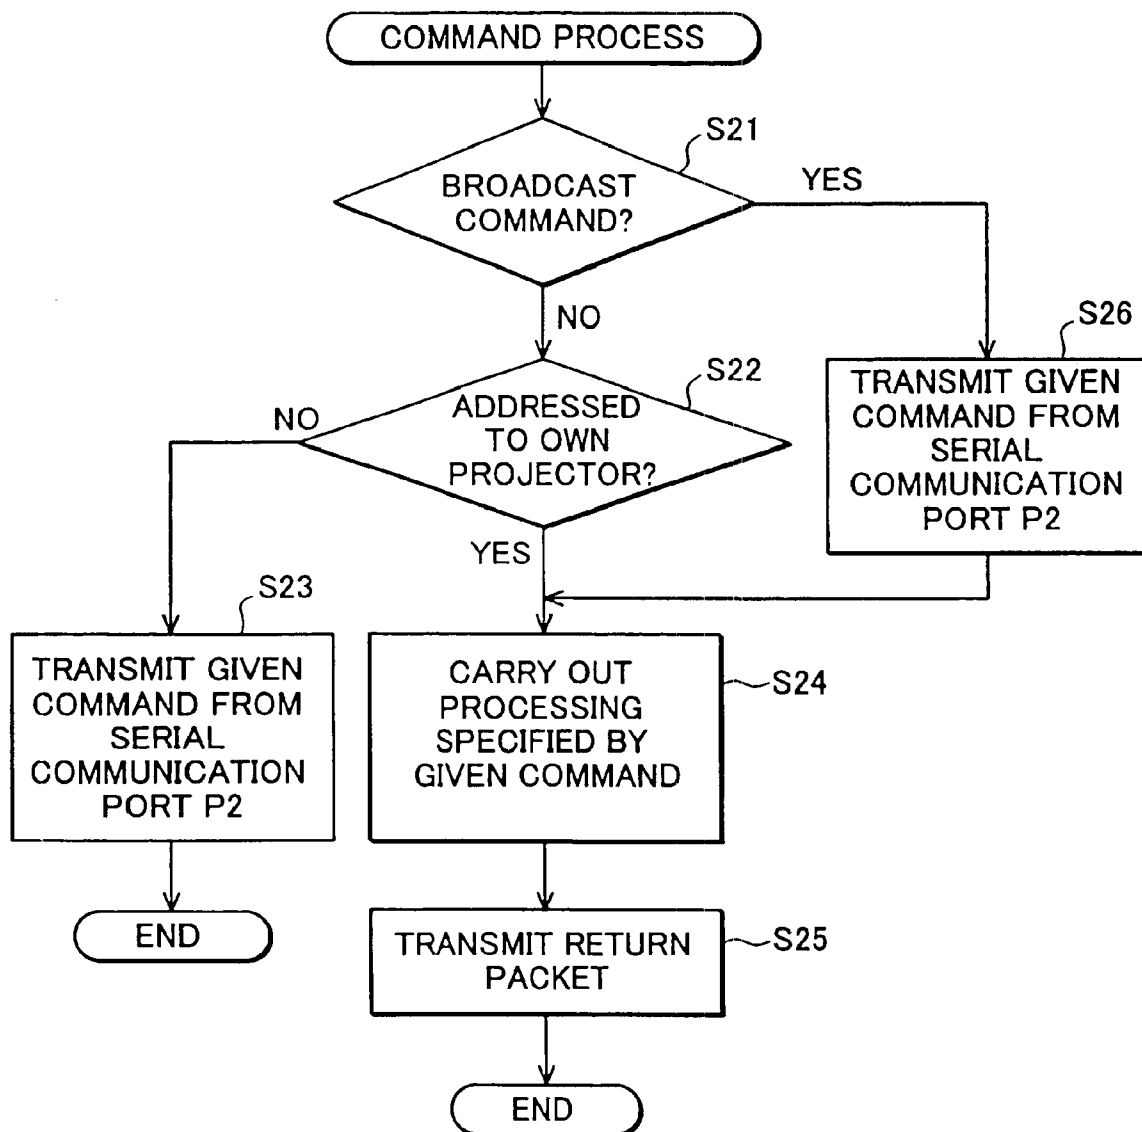 COMMAND PROCESS
S21
BROADCAST
COMMAND?
YES
NO
S26
TRANSMIT GIVEN
COMMAND FROM
SERIAL
COMMUNICATION
PORT P2
S22
ADDRESSED
TO OWN
PROJECTOR?
NO
YES
S23
TRANSMIT GIVEN
COMMAND FROM
SERIAL
COMMUNICATION
PORT P2
S24
CARRY OUT
PROCESSING
SPECIFIED BY
GIVEN COMMAND
END
S25
TRANSMIT RETURN
PACKET
END